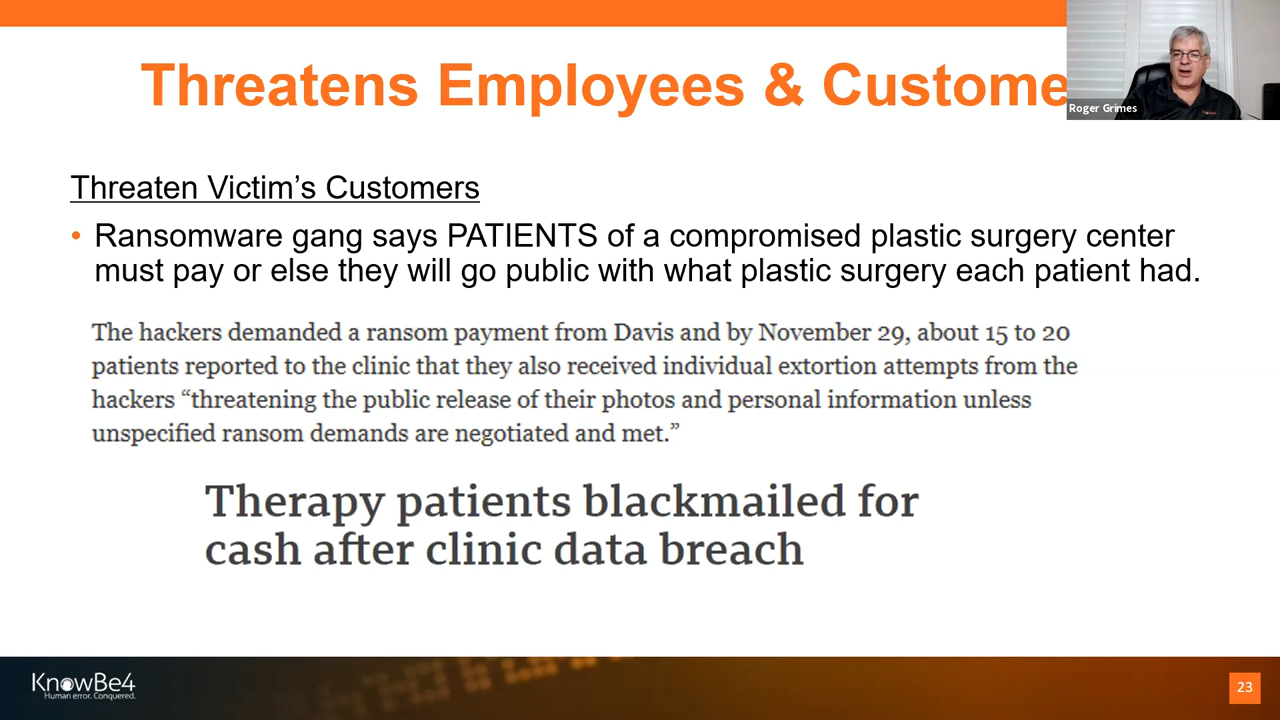 Threatens Employees & Custome
Roger Grimes
Threaten Victim’s Customers
• Ransomware gang says PATIENTS of a compromised plastic surgery center
must pay or else they will go public with what plastic surgery each patient had.
The hackers demanded a ransom payment from Davis and by November 29, about 15 to 20
patients reported to the clinic that they also received individual extortion attempts from the
hackers “threatening the public release of their photos and personal information unless
unspecified ransom demands are negotiated and met.”
Therapy patients blackmailed for
cash after clinic data breach
KnowBe4
Human error. Conquered.
23